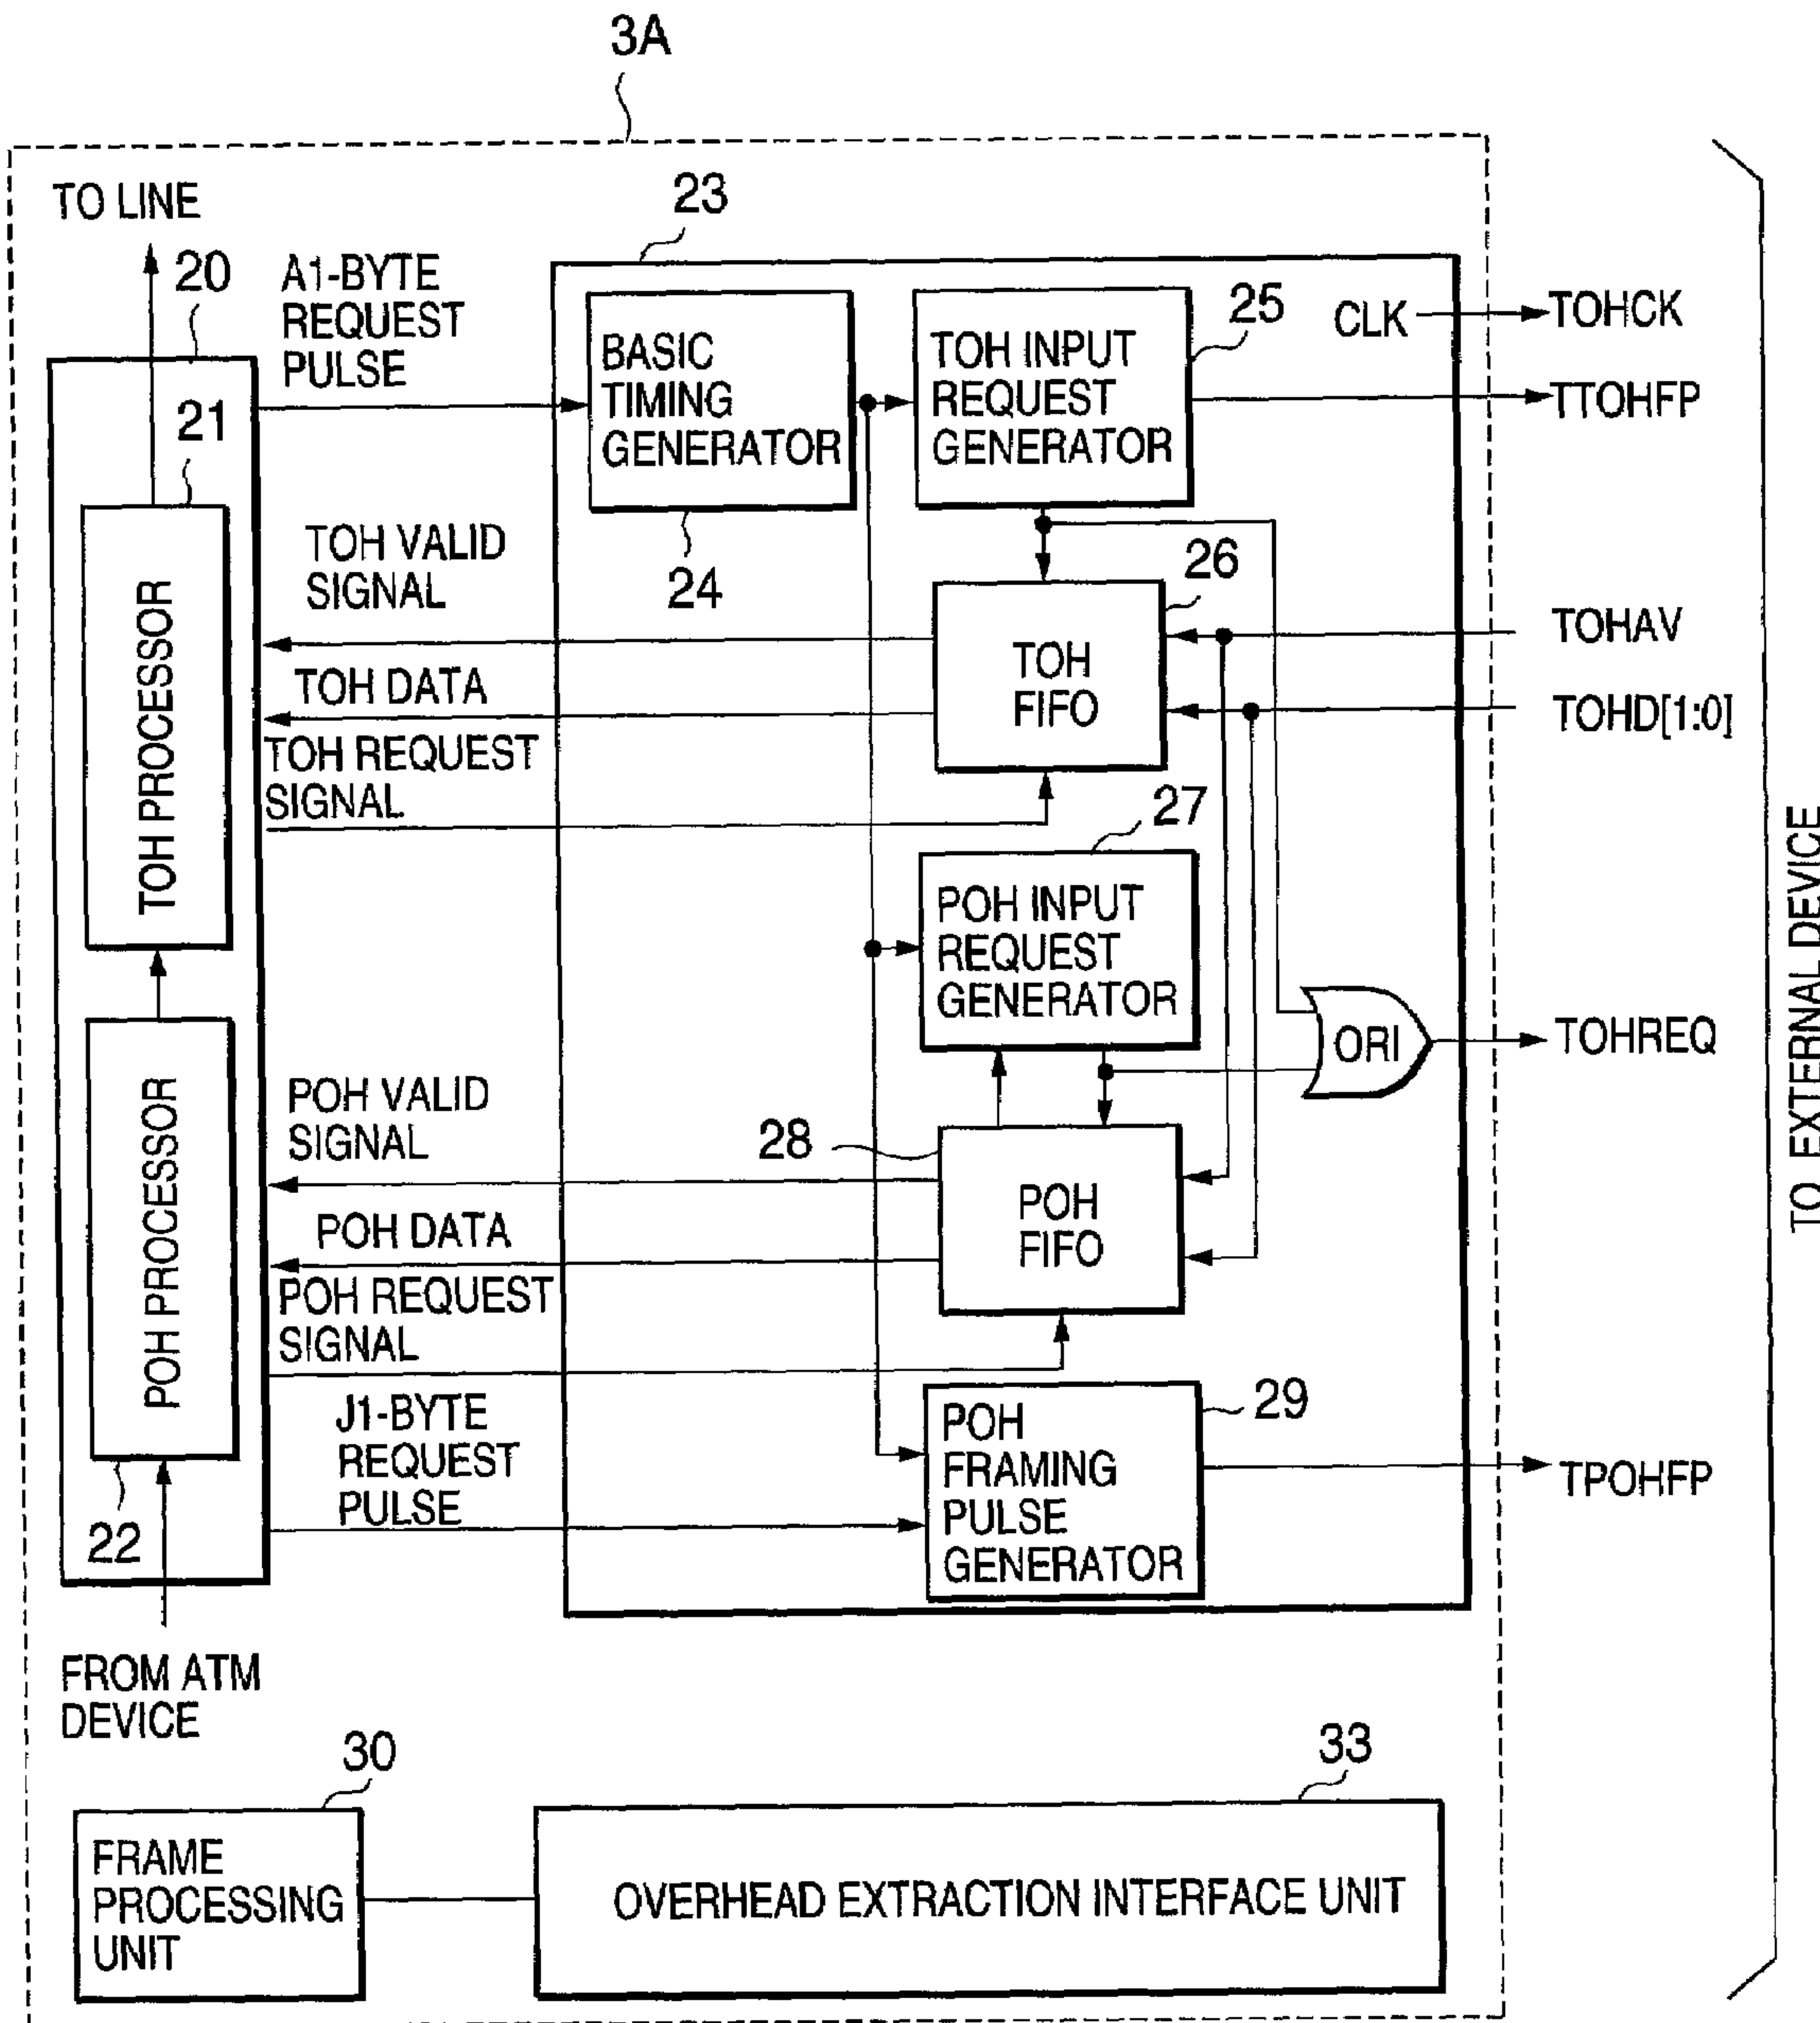 3A
TO LINE
20
A1-BYTE
REQUEST
PULSE
23
BASIC
TIMING
GENERATOR
24
TOH INPUT
REQUEST
GENERATOR
25
CLK
TOHCK
TTOHFP
21
TOH PROCESSOR
TOH VALID
SIGNAL
TOH DATA
TOH REQUEST
SIGNAL
26
TOH
FIFO
TOHAV
TOHD[1:0]
27
POH INPUT
REQUEST
GENERATOR
ORI
TOHREQ
TO EXTERNAL DEVICE
POH PROCESSOR
22
POH VALID
SIGNAL
POH DATA
POH REQUEST
SIGNAL
28
POH
FIFO
J1-BYTE
REQUEST
PULSE
29
POH
FRAMING
PULSE
GENERATOR
TPOHFP
FROM ATM
DEVICE
30
FRAME
PROCESSING
UNIT
33
OVERHEAD EXTRACTION INTERFACE UNIT